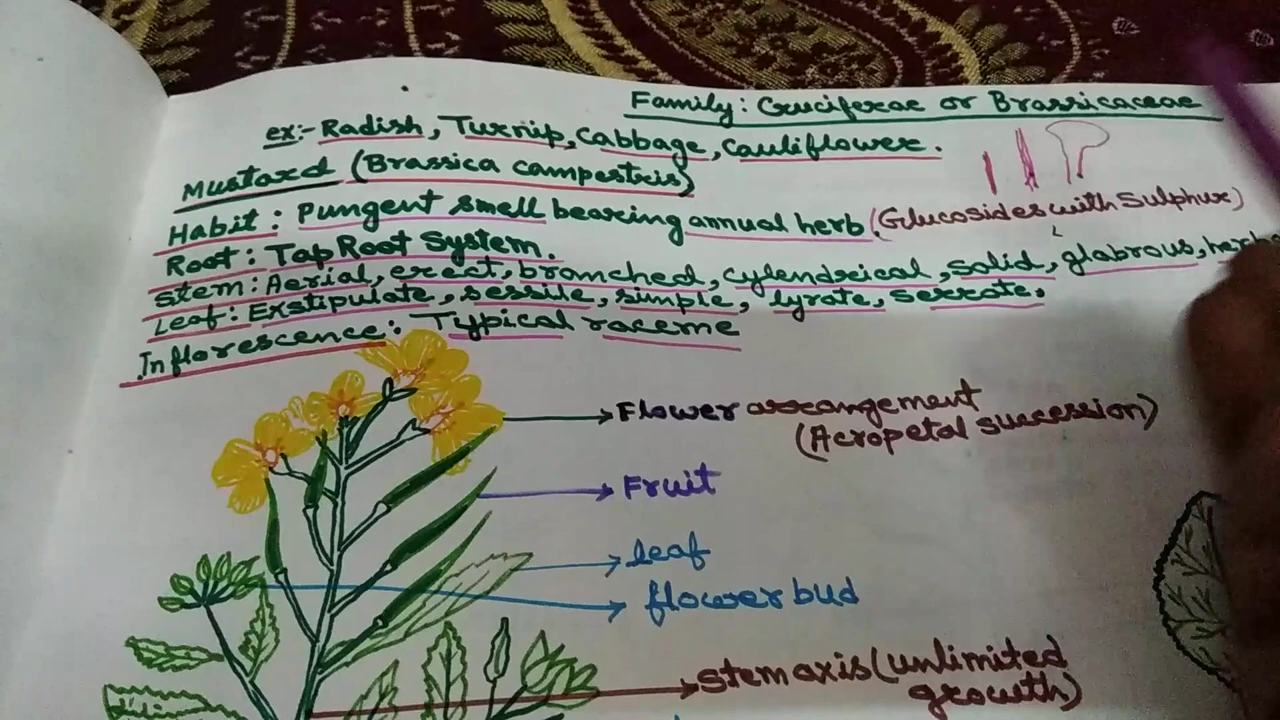 Family: Cruciferae or Brassicaceae
ex:- Radish, Turnip, Cabbage, Cauliflower.
Mustard (Brassica campestris)
Habit: Pungent smell bearing annual herb (Glucosides with Sulphur)
Root: Tap Root System.
Stem: Aerial, erect, branched, cylendrical, solid, glabrous,
Leaf: Exstipulate, sessile, simple, lyrate, serrate.
Inflorescence: Typical raceme
Flower arrangement
(Acropetal succession)
Fruit
leaf
flower bud
stem axis (unlimited
growth)